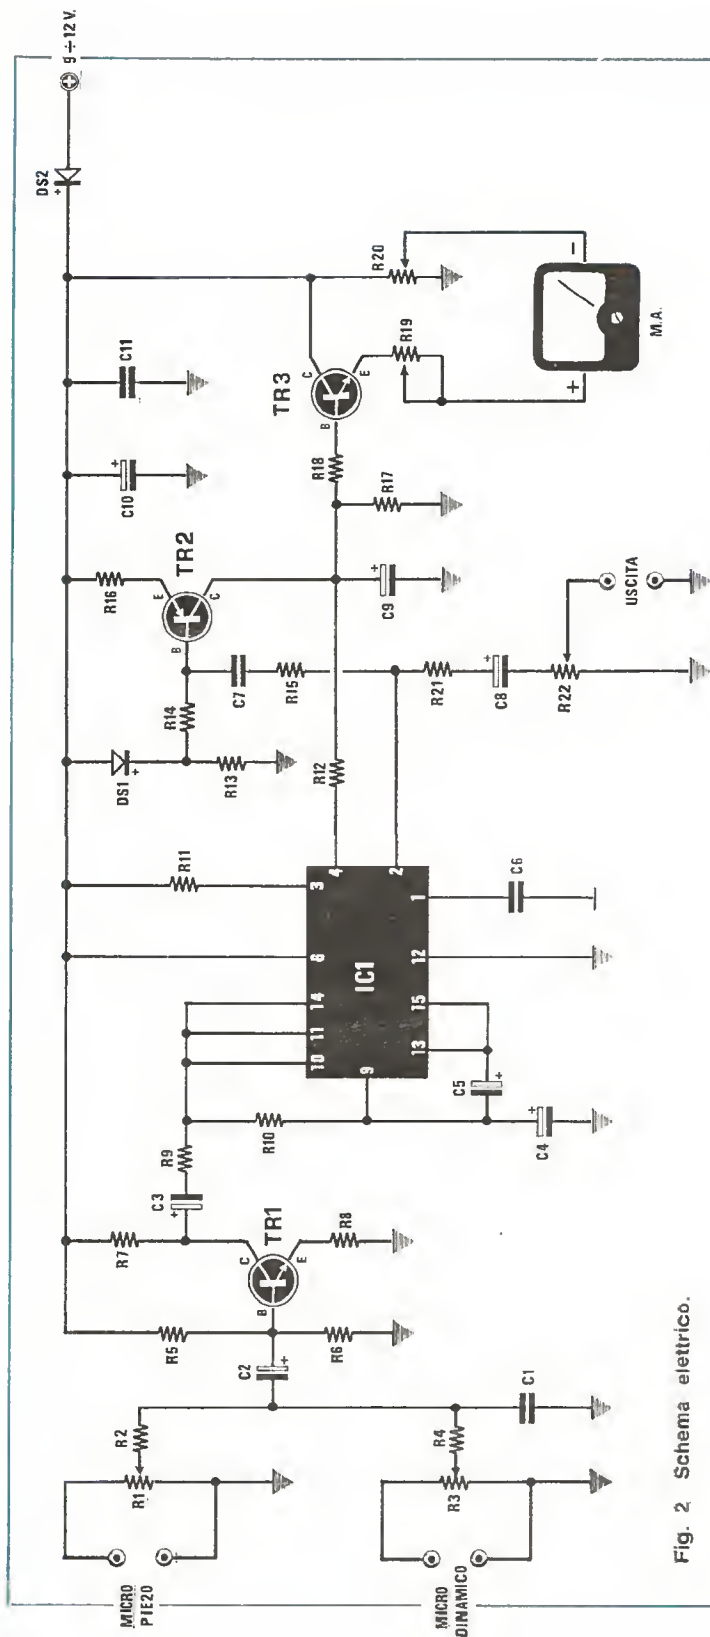 MICRO
PIEZO
MICRO
DINAMICO
R1
R2
R3
R4
C1
C2
R5
R6
R7
B
C
E
TR1
R8
C3
R9
R10
C4
C5
IC1
10
11
14
6
3
9
13
15
12
1
4
2
C6
R11
R12
DS1
+
R13
R14
C7
R15
B
E
C
TR2
R16
C9
R21
C8
R22
USCITA
C10
C11
R17
R18
B
C
E
TR3
R19
R20
+
-
M.A.
DS2
+
9÷12 V.
Fig. 2 Schema elettrico.